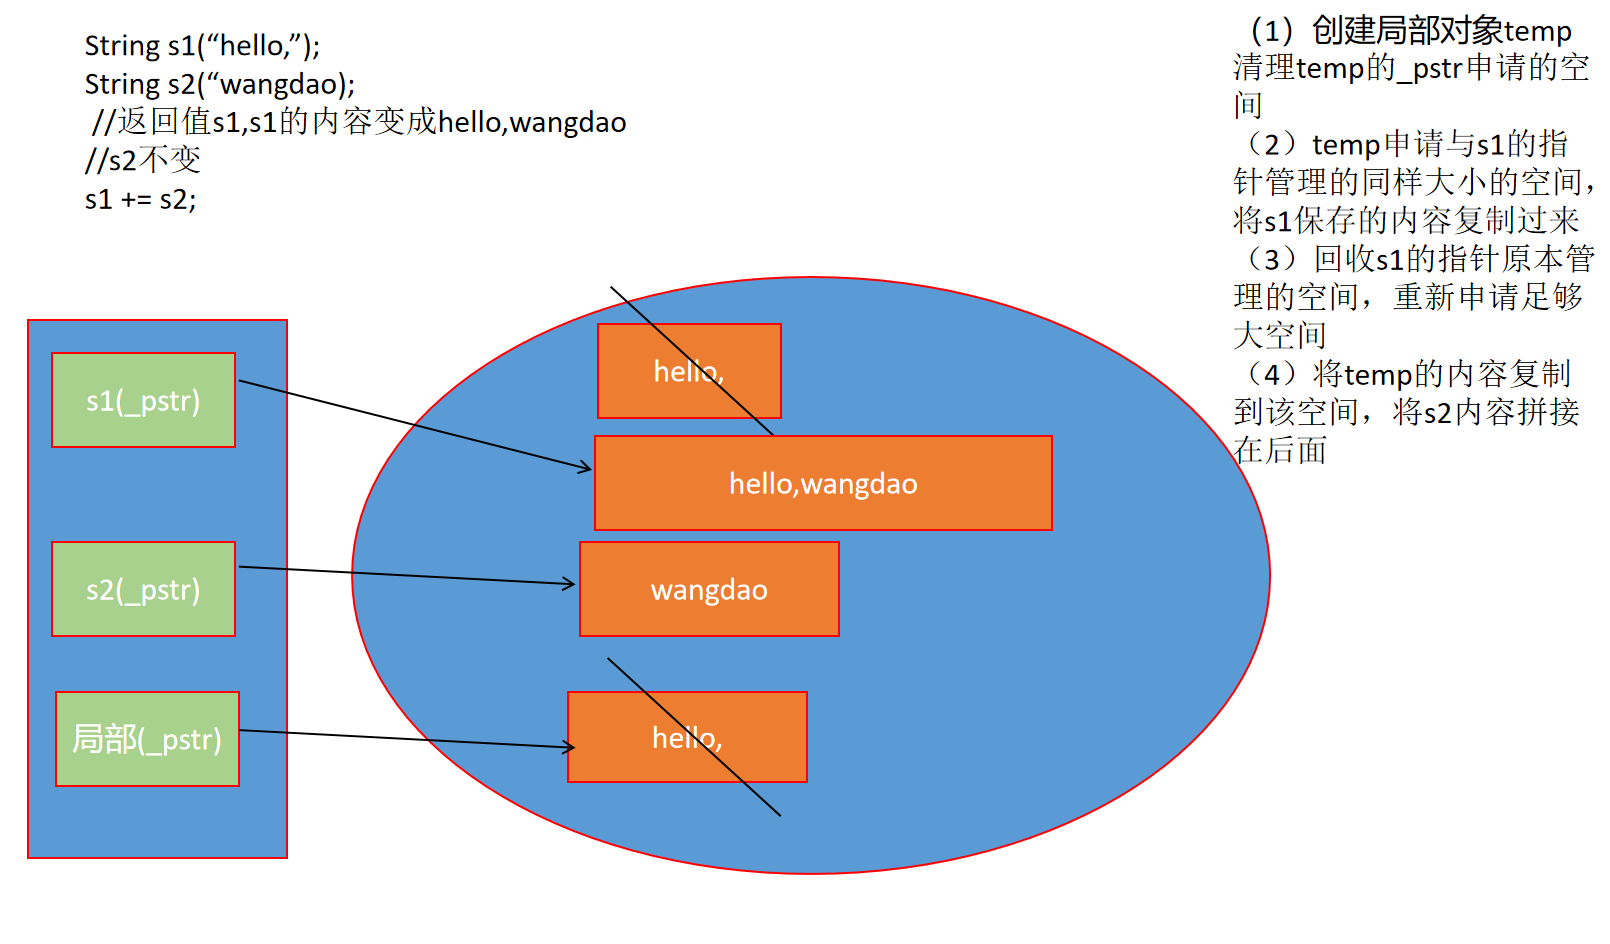 String s1(“hello,”);
String s2(“wangdao);
//返回值s1,s1的内容变成hello,wangdao
//s2不变
s1 += s2;
（1）创建局部对象temp
清理temp的_pstr申请的空
间
（2）temp申请与s1的指
针管理的同样大小的空间，
将s1保存的内容复制过来
（3）回收s1的指针原本管
理的空间，重新申请足够
大空间
（4）将temp的内容复制
到该空间，将s2内容拼接
在后面
s1(_pstr)
hello,
hello,wangdao
s2(_pstr)
wangdao
局部(_pstr)
hello,